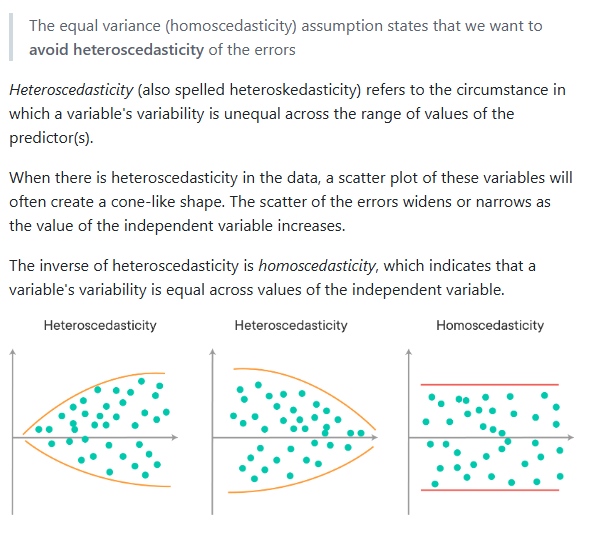 The equal variance (homoscedasticity) assumption states that we want to
avoid heteroscedasticity of the errors
Heteroscedasticity (also spelled heteroskedasticity) refers to the circumstance in
which a variable's variability is unequal across the range of values of the
predictor(s).
When there is heteroscedasticity in the data, a scatter plot of these variables will
often create a cone-like shape. The scatter of the errors widens or narrows as
the value of the independent variable increases.
The inverse of heteroscedasticity is homoscedasticity, which indicates that a
variable's variability is equal across values of the independent variable.
Heteroscedasticity
Heteroscedasticity
Homoscedasticity